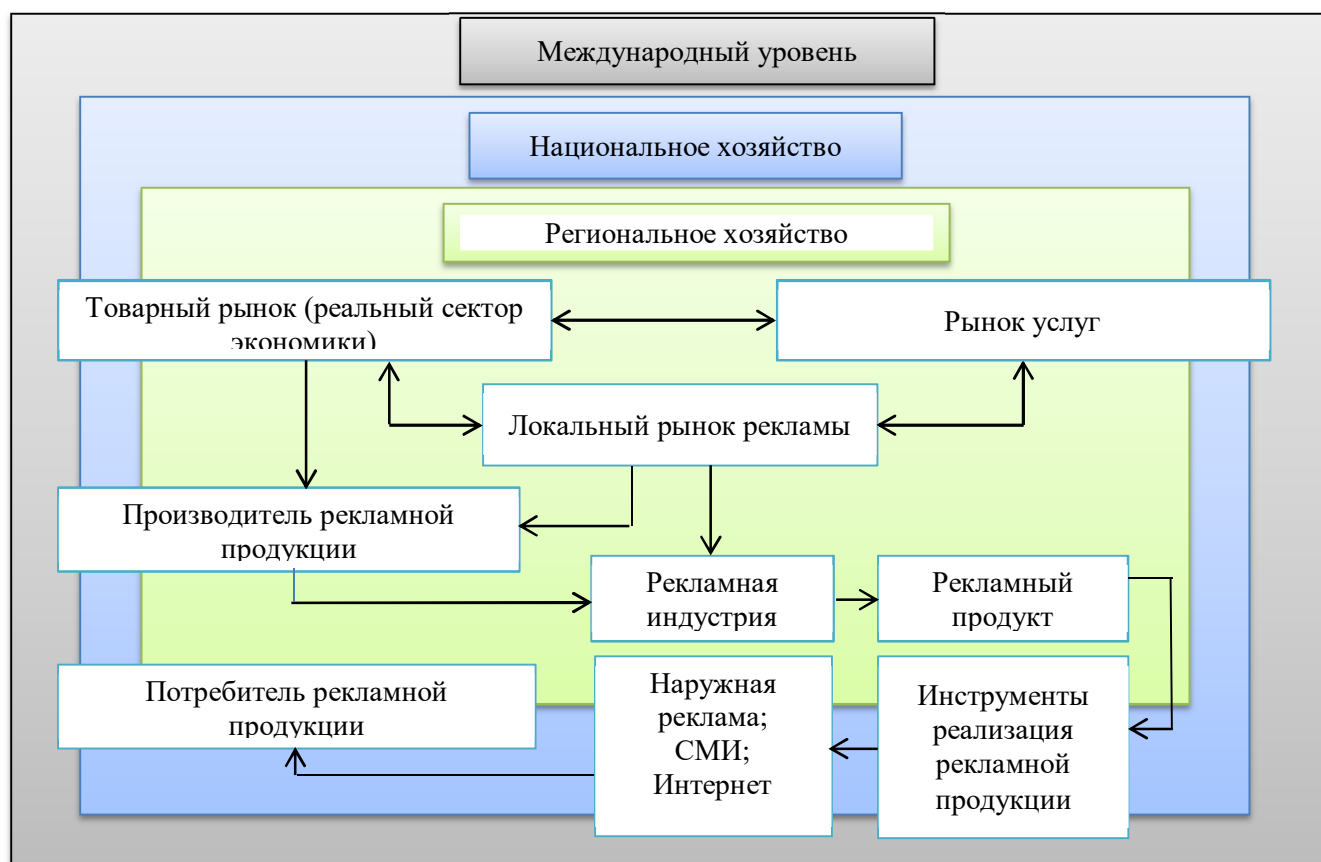 Международный уровень
Национальное хозяйство
Региональное хозяйство
Товарный рынок (реальный сектор
экономики)
Рынок услуг
Локальный рынок рекламы
Производитель рекламной
продукции
Рекламная
индустрия
Рекламный
продукт
Потребитель рекламной
продукции
Наружная
реклама;
СМИ;
Интернет
Инструменты
реализация
рекламной
продукции